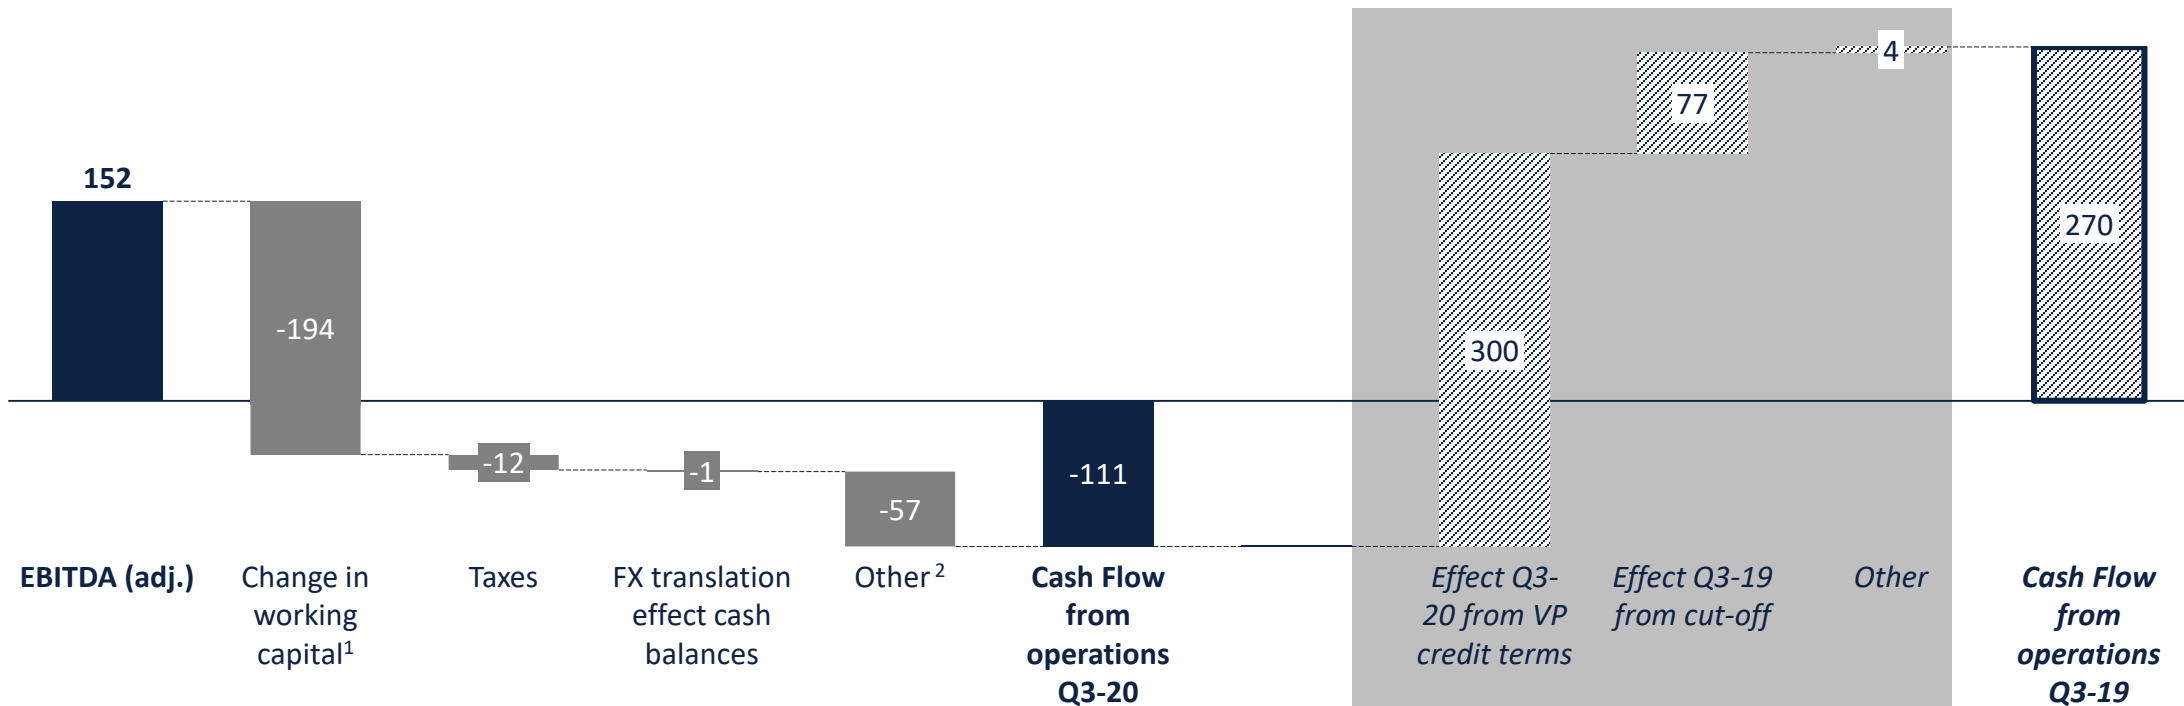 152
-194
-12
-1
-57
-111
300
77
4
270
EBITDA (adj.)
Change in
working
capital¹
Taxes
FX translation
effect cash
balances
Other ²
Cash Flow
from
operations
Q3-20
Effect Q3-
20 from VP
credit terms
Effect Q3-19
from cut-off
Other
Cash Flow
from
operations
Q3-19